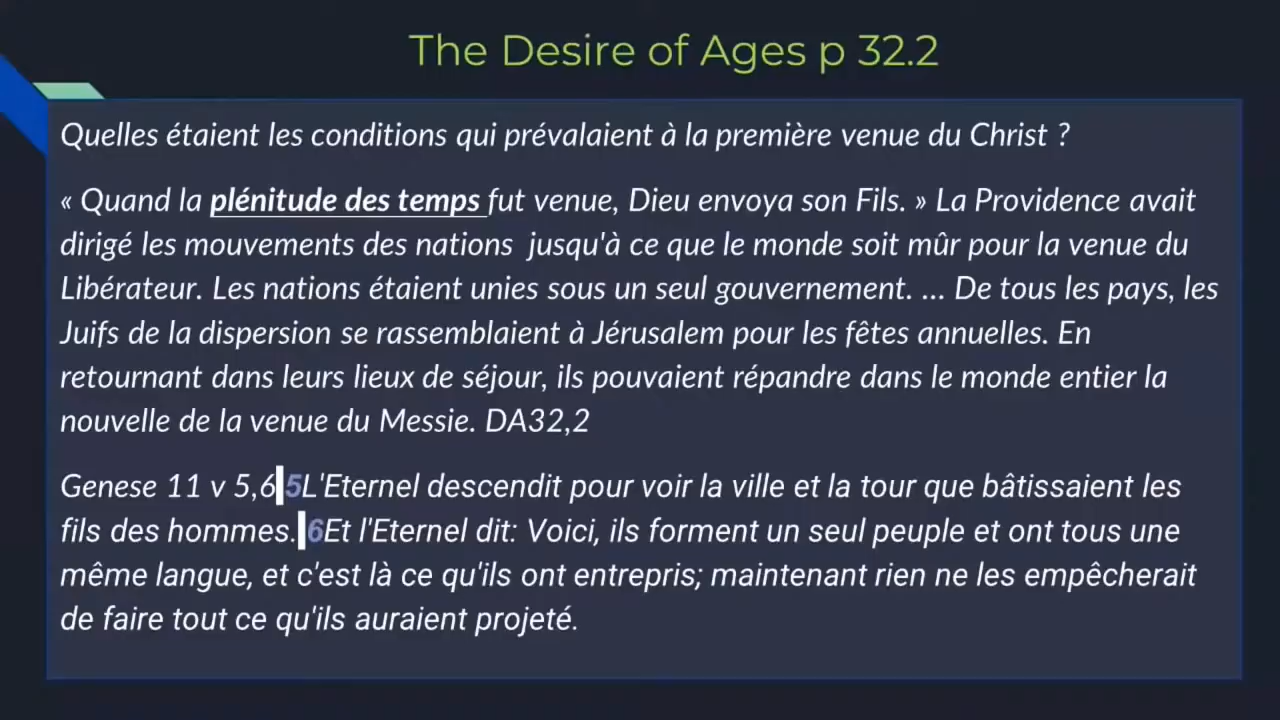 The Desire of Ages p 32.2
Quelles étaient les conditions qui prévalaient à la première venue du Christ ?
« Quand la plénitude des temps fut venue, Dieu envoya son Fils. » La Providence avait
dirigé les mouvements des nations jusqu'à ce que le monde soit mûr pour la venue du
Libérateur. Les nations étaient unies sous un seul gouvernement. ... De tous les pays, les
Juifs de la dispersion se rassemblaient à Jérusalem pour les fêtes annuelles. En
retournant dans leurs lieux de séjour, ils pouvaient répandre dans le monde entier la
nouvelle de la venue du Messie. DA32,2
Genese 11 v 5,6 5L'Eternel descendit pour voir la ville et la tour que bâtissaient les
fils des hommes. 6Et l'Eternel dit: Voici, ils forment un seul peuple et ont tous une
même langue, et c'est là ce qu'ils ont entrepris; maintenant rien ne les empêcherait
de faire tout ce qu'ils auraient projeté.